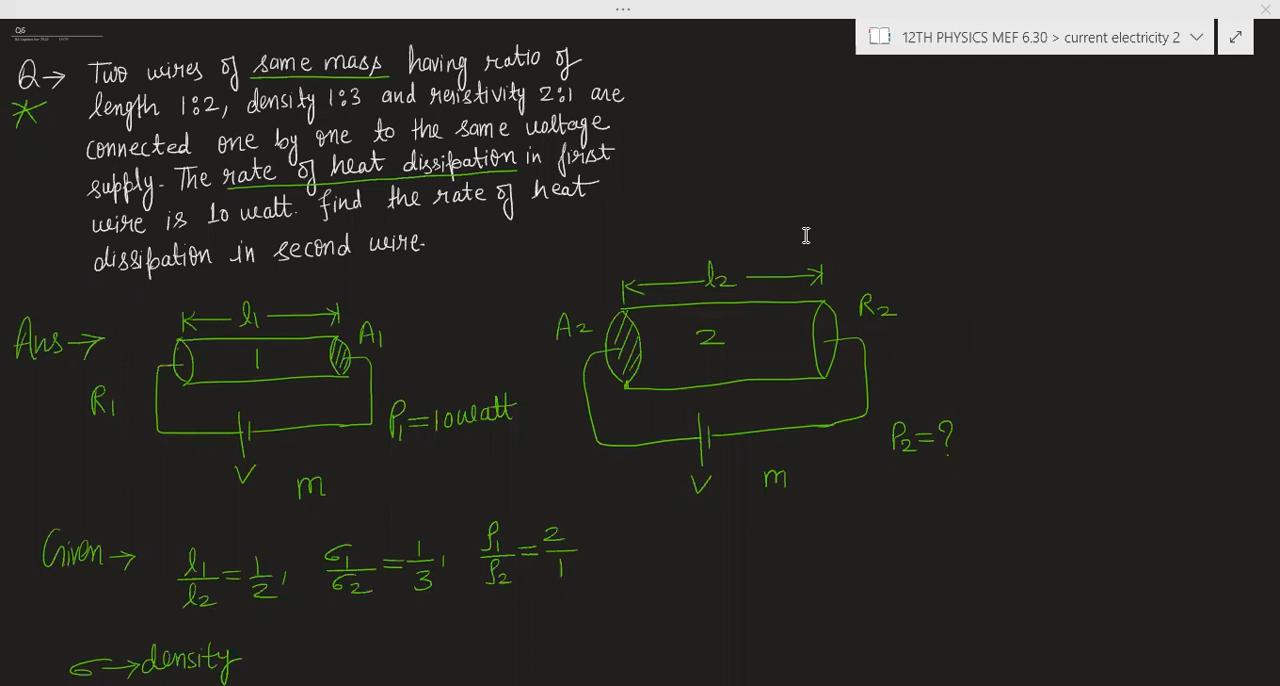 Q6
12TH PHYSICS MEF 6.30 > current electricity 2
Q→ Two wires of same mass having ratio of
length 1:2, density 1:3 and resistivity 2:1 are
connected one by one to the same voltage
supply. The rate of heat dissipation in first
wire is 10 watt. find the rate of heat
dissipation in second wire.
Ans→
l1
A1
1
R1
P1=10watt
V
m
l2
A2
R2
2
P2=?
V
m
Given→ l1/l2=1/2, σ1/σ2=1/3, ρ1/ρ2=2/1
σ→density